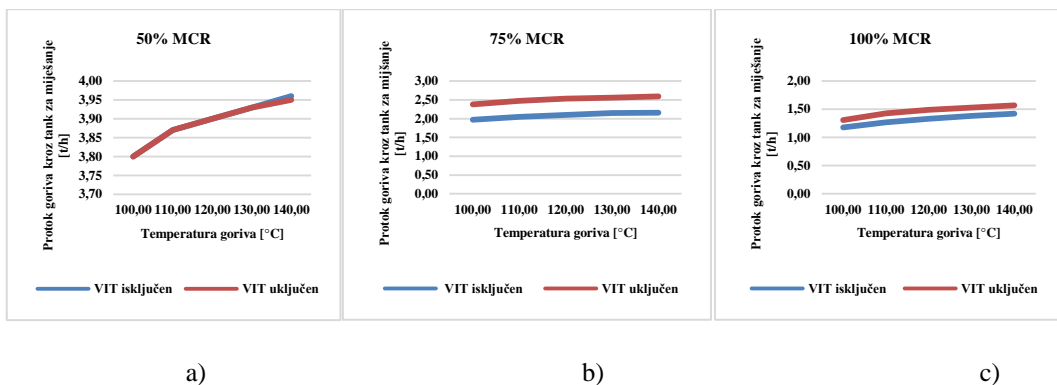 50% MCR
Protok goriva kroz tank za miješanje
[t/h]
4,00
3,95
3,90
3,85
3,80
3,75
3,70
100,00 110,00 120,00 130,00 140,00
Temperatura goriva [°C]
VIT isključen VIT uključen
75% MCR
Protok goriva kroz tank za mijšanje
[t/h]
3,00
2,50
2,00
1,50
1,00
0,50
0,00
100,00 110,00 120,00 130,00 140,00
Temperatura goriva [°C]
VIT isključen VIT uključen
100% MCR
Protok goriva kroz tank za miješanje
[t/h]
2,00
1,50
1,00
0,50
0,00
100,00 110,00 120,00 130,00 140,00
Temperatura goriva [°C]
VIT isključen VIT uključen
a) b) c)